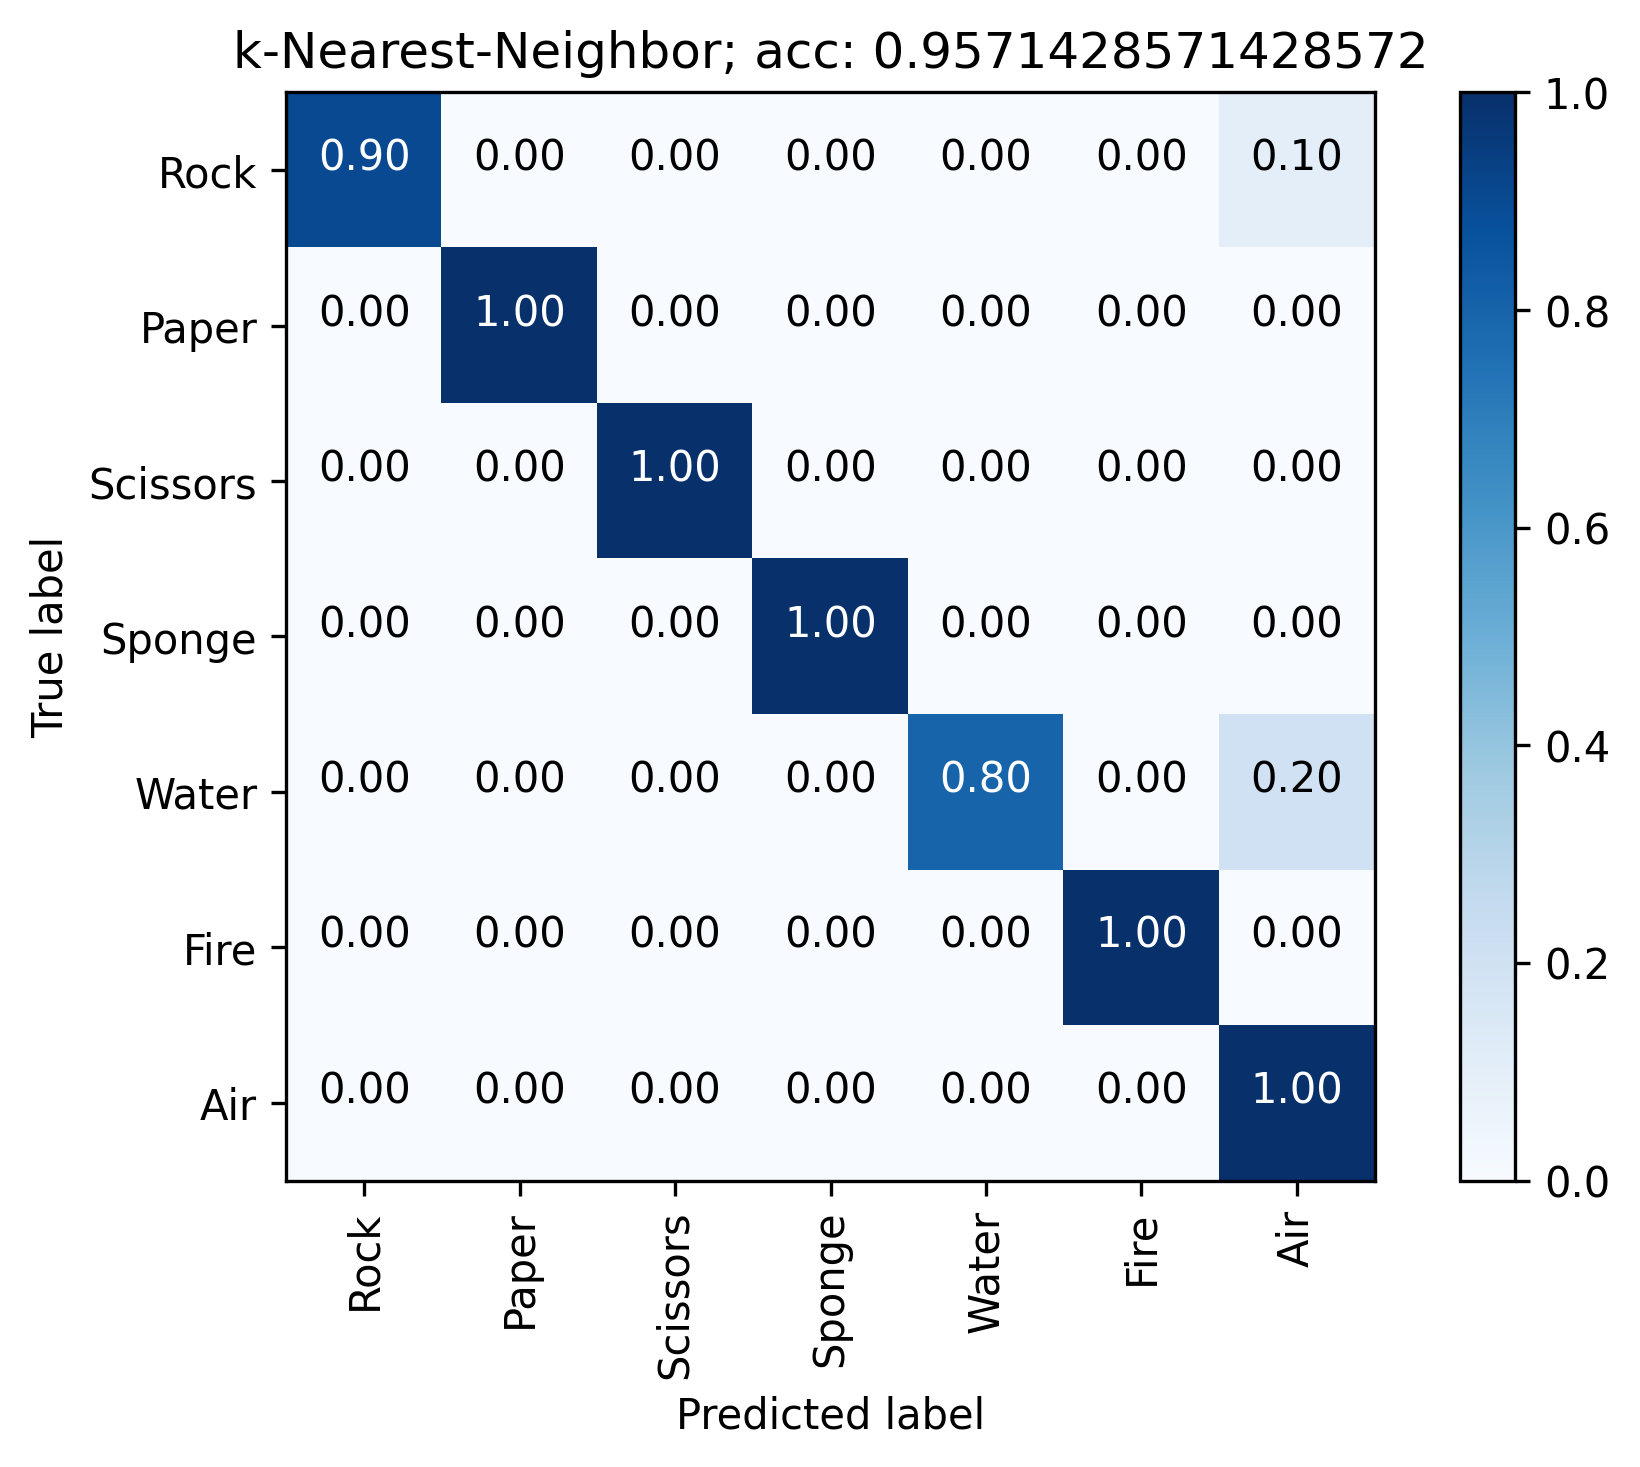 k-Nearest-Neighbor; acc: 0.9571428571428572
Rock 0.90 0.00 0.00 0.00 0.00 0.00 0.10
Paper 0.00 1.00 0.00 0.00 0.00 0.00 0.00
Scissors 0.00 0.00 1.00 0.00 0.00 0.00 0.00
Sponge 0.00 0.00 0.00 1.00 0.00 0.00 0.00
Water 0.00 0.00 0.00 0.00 0.80 0.00 0.20
Fire 0.00 0.00 0.00 0.00 0.00 1.00 0.00
Air 0.00 0.00 0.00 0.00 0.00 0.00 1.00
True label
Rock Paper Scissors Sponge Water Fire Air
Predicted label
1.0
0.8
0.6
0.4
0.2
0.0